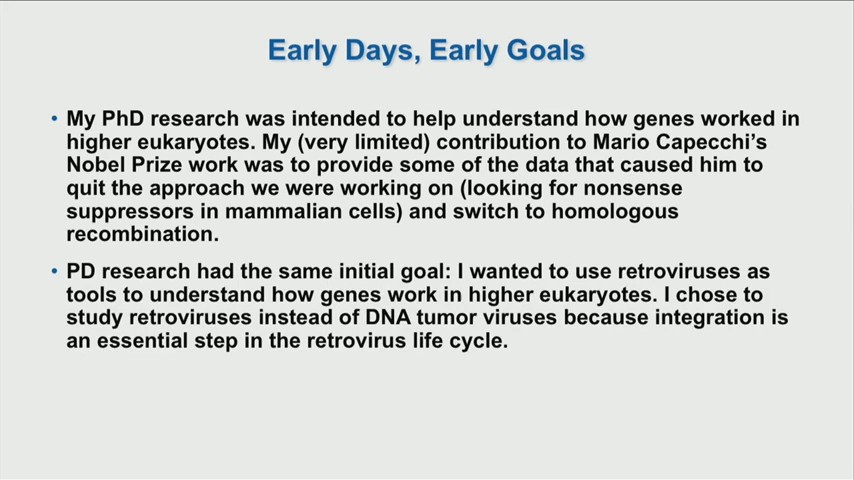 Early Days, Early Goals
• My PhD research was intended to help understand how genes worked in
higher eukaryotes. My (very limited) contribution to Mario Capecchi's
Nobel Prize work was to provide some of the data that caused him to
quit the approach we were working on (looking for nonsense
suppressors in mammalian cells) and switch to homologous
recombination.
• PD research had the same initial goal: I wanted to use retroviruses as
tools to understand how genes work in higher eukaryotes. I chose to
study retroviruses instead of DNA tumor viruses because integration is
an essential step in the retrovirus life cycle.